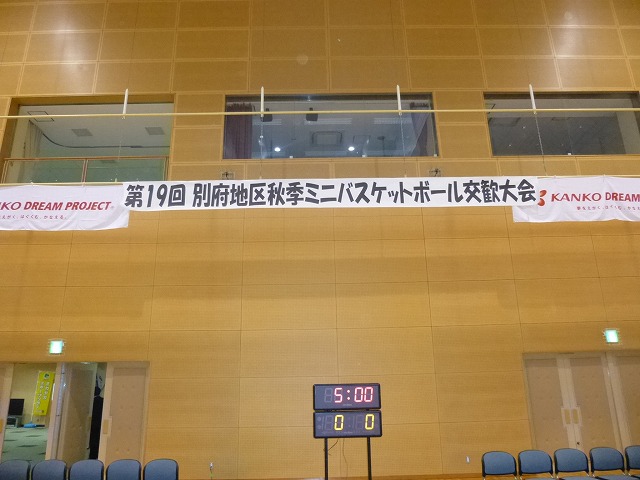 NKO DREAM PROJECT
第19回 別府地区秋季ミニバスケットボール交歓大会
KANKO DREAM
5:00
0 0